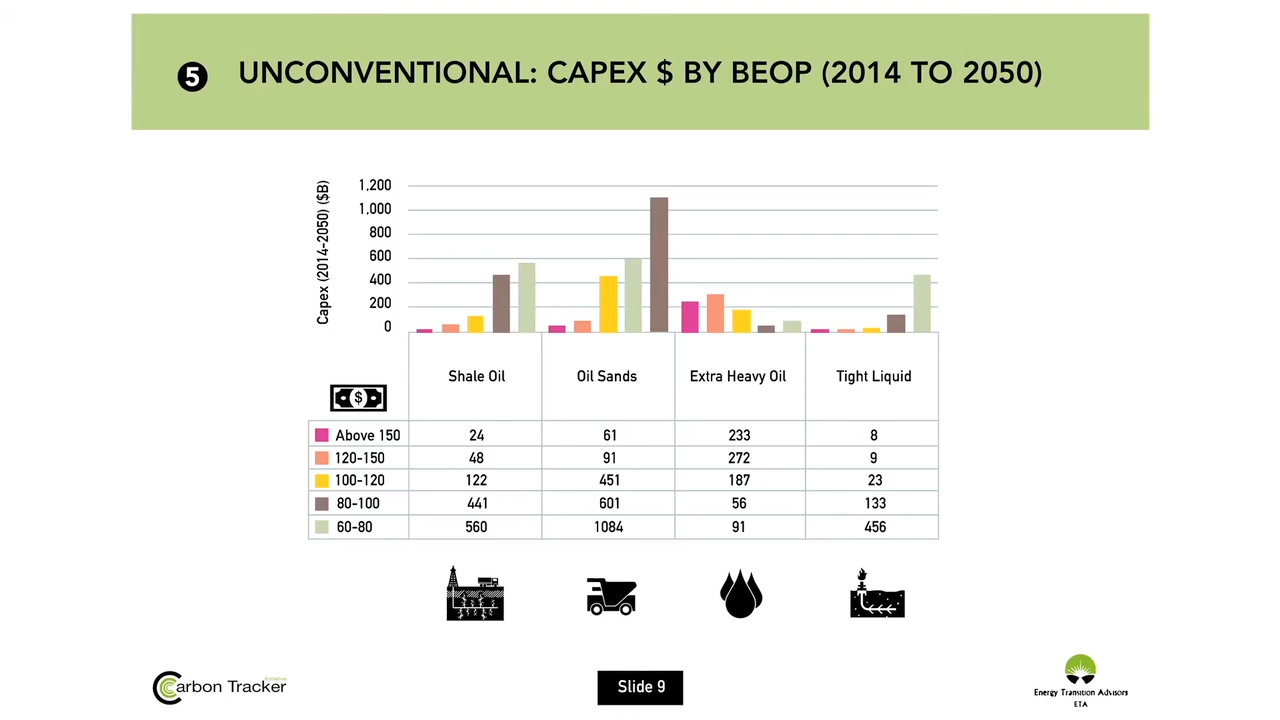 5 UNCONVENTIONAL: CAPEX $ BY BEOP (2014 TO 2050)
Capex (2014-2050) ($B)
1,200
1,000
800
600
400
200
0
Shale Oil Oil Sands Extra Heavy Oil Tight Liquid
$
Above 150 24 61 233 8
120-150 48 91 272 9
100-120 122 451 187 23
80-100 441 601 56 133
60-80 560 1084 91 456
Initiative
Carbon Tracker
Slide 9
Energy Transition Advisors
ETA